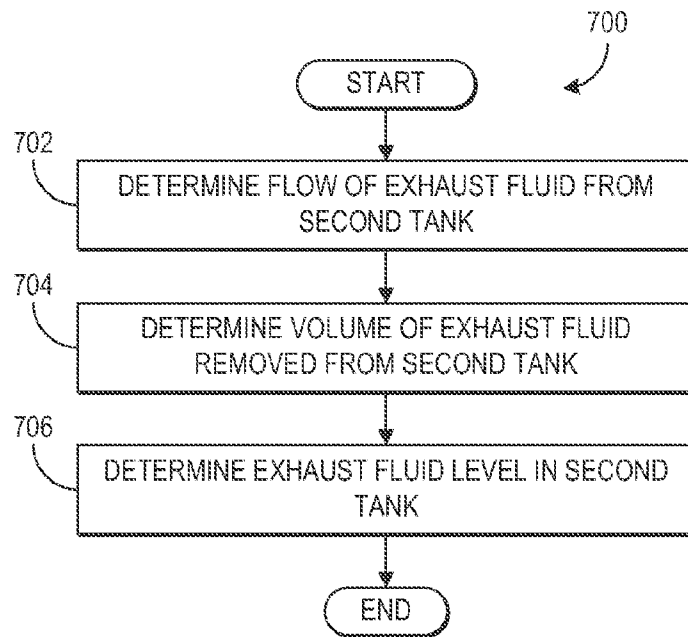 700
START
702
DETERMINE FLOW OF EXHAUST FLUID FROM
SECOND TANK
704
DETERMINE VOLUME OF EXHAUST FLUID
REMOVED FROM SECOND TANK
706
DETERMINE EXHAUST FLUID LEVEL IN SECOND
TANK
END